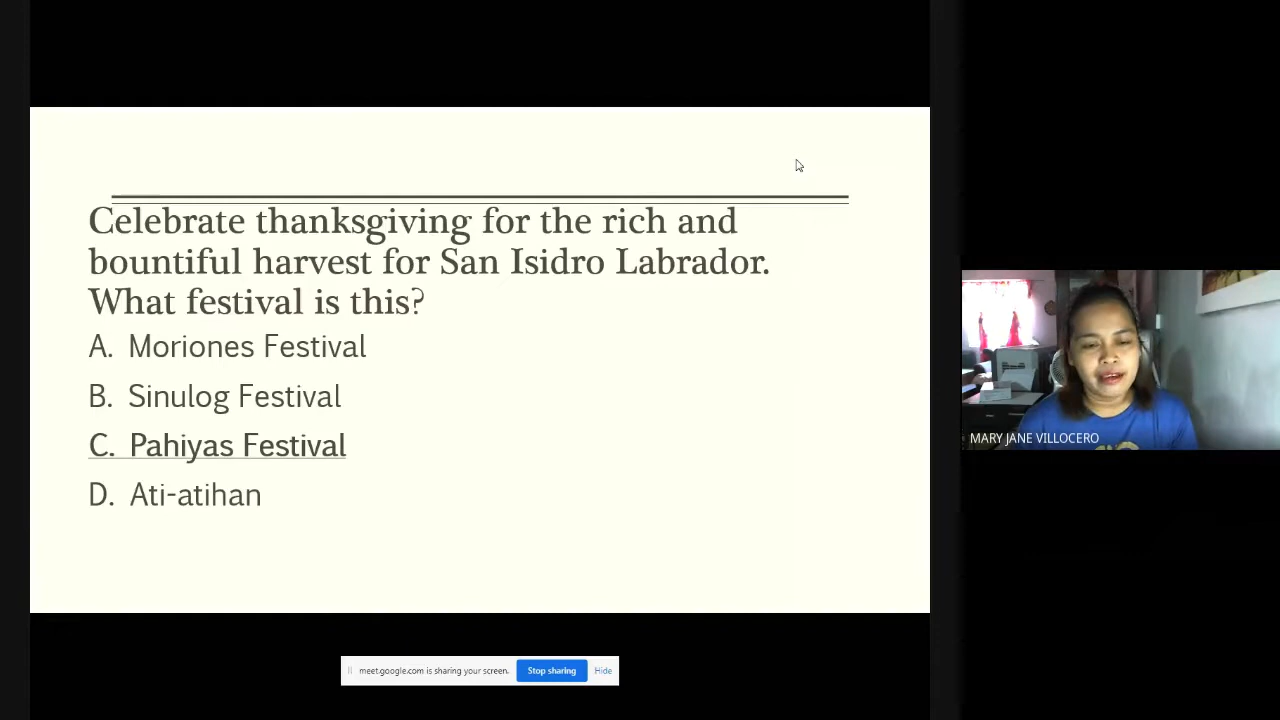 Celebrate thanksgiving for the rich and
bountiful harvest for San Isidro Labrador.
What festival is this?
A. Moriones Festival
B. Sinulog Festival
C. Pahiyas Festival
D. Ati-atihan
MARY JANE VILLOCERO
meet.google.com is sharing your screen. Stop sharing Hide